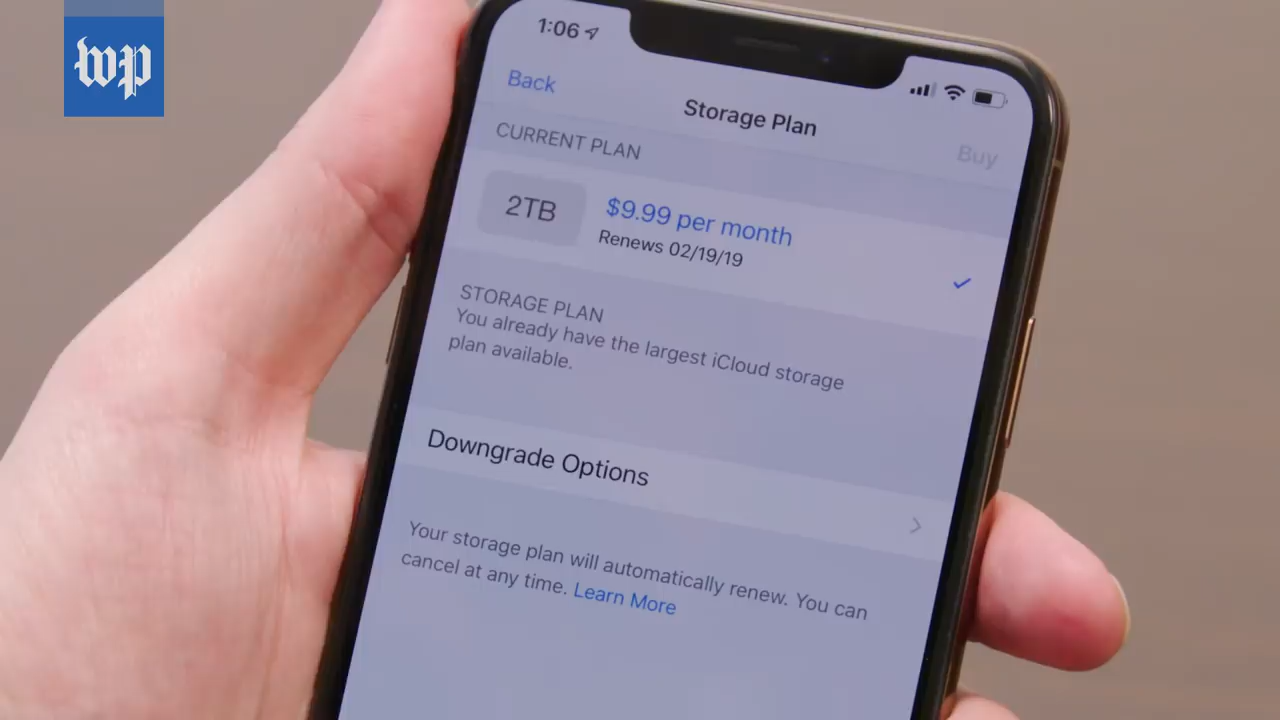 wp
1:06
Back
Storage Plan
Buy
CURRENT PLAN
2TB
$9.99 per month
Renews 02/19/19
STORAGE PLAN
You already have the largest iCloud storage
plan available.
Downgrade Options
Your storage plan will automatically renew. You can
cancel at any time. Learn More